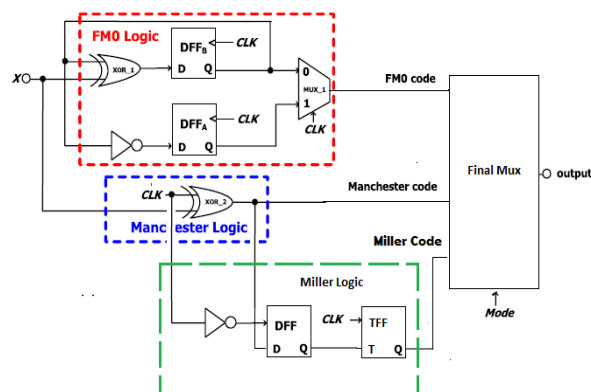 FM0 Logic
DFFB
CLK
D Q
XOR_1
X
DFFA
CLK
D Q
0
MUX_1
1
CLK
FM0 code
Final Mux
output
CLK
XOR_2
Manchester code
Manchester Logic
Miller Code
Miller Logic
Mode
DFF
D Q
CLK
TFF
T Q